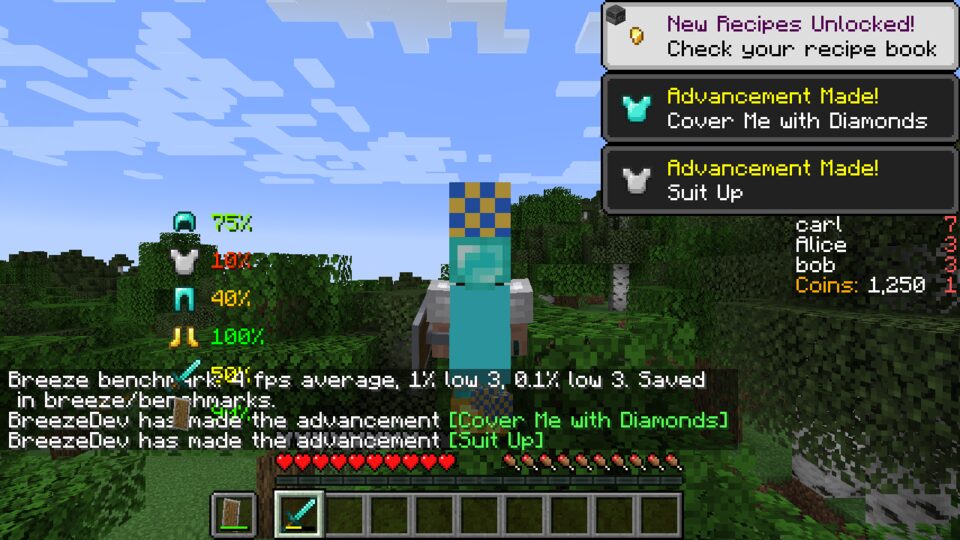 New Recipes Unlocked!
Check your recipe book
Advancement Made!
Cover Me with Diamonds
Advancement Made!
Suit Up
carl 7
Alice 3
bob 3
Coins: 1,250 1
75%
10%
40%
100%
50%
Breeze benchmark: 4 fps average, 1% low 3, 0.1% low 3. Saved
in breeze/benchmarks.
BreezeDev has made the advancement [Cover Me with Diamonds]
BreezeDev has made the advancement [Suit Up]